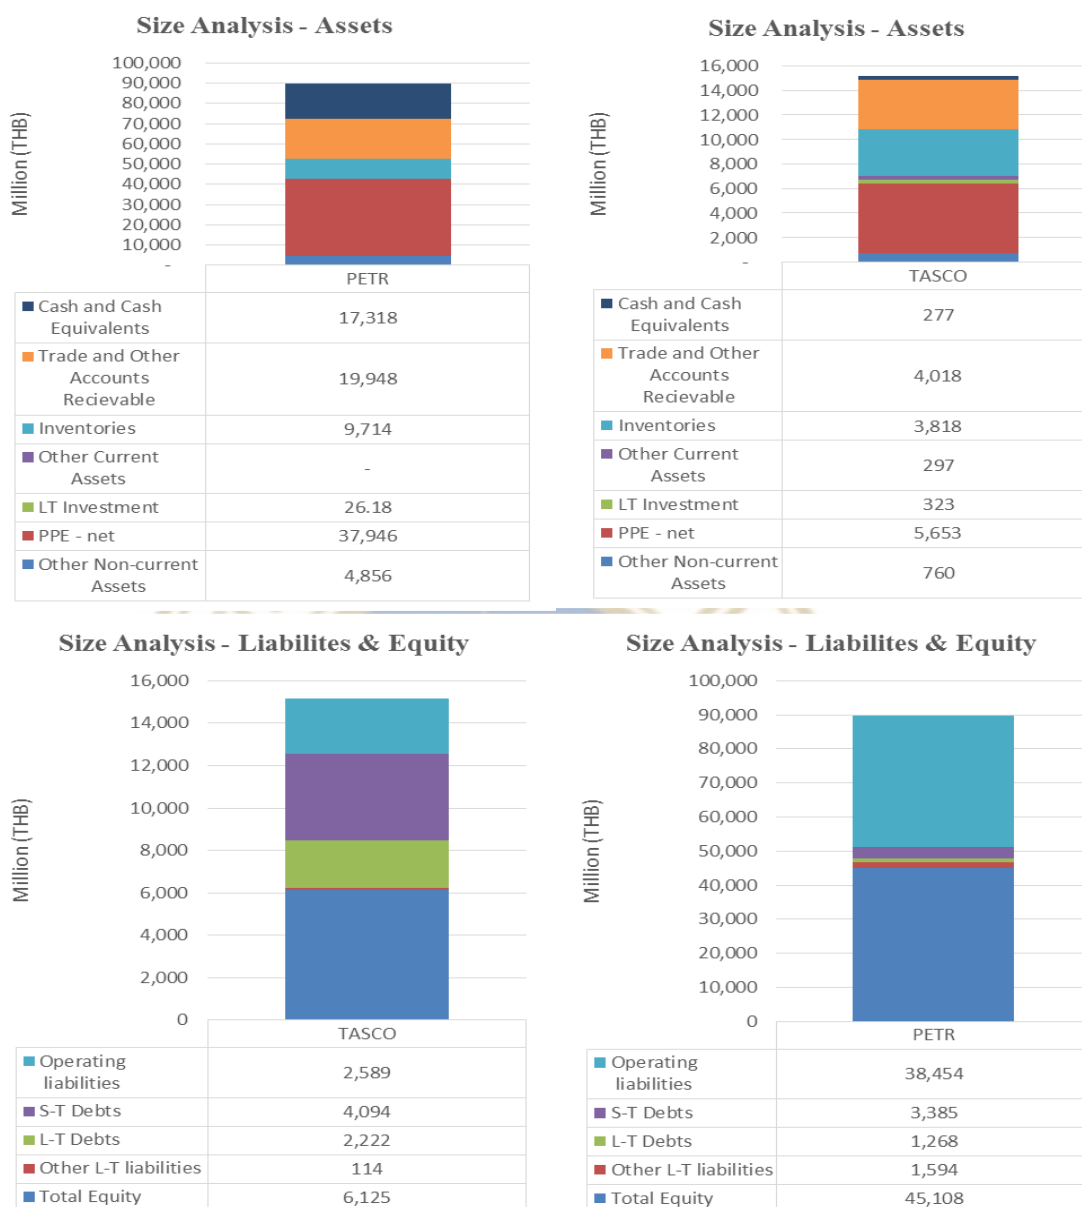 Size Analysis - Assets
Million (THB)
100,000
90,000
80,000
70,000
60,000
50,000
40,000
30,000
20,000
10,000
-
PETR
Cash and Cash
Equivalents
17,318
Trade and Other
Accounts
Recievable
19,948
Inventories 9,714
Other Current
Assets
-
LT Investment 26.18
PPE - net 37,946
Other Non-current
Assets
4,856
Size Analysis - Assets
Million (THB)
16,000
14,000
12,000
10,000
8,000
6,000
4,000
2,000
-
TASCO
Cash and Cash
Equivalents
277
Trade and Other
Accounts
Recievable
4,018
Inventories 3,818
Other Current
Assets
297
LT Investment 323
PPE - net 5,653
Other Non-current
Assets
760
Size Analysis - Liabilites & Equity
Million (THB)
16,000
14,000
12,000
10,000
8,000
6,000
4,000
2,000
0
TASCO
Operating
liabilities
2,589
S-T Debts 4,094
L-T Debts 2,222
Other L-T liabilities 114
Total Equity 6,125
Size Analysis - Liabilites & Equity
Million (THB)
100,000
90,000
80,000
70,000
60,000
50,000
40,000
30,000
20,000
10,000
0
PETR
Operating
liabilities
38,454
S-T Debts 3,385
L-T Debts 1,268
Other L-T liabilities 1,594
Total Equity 45,108